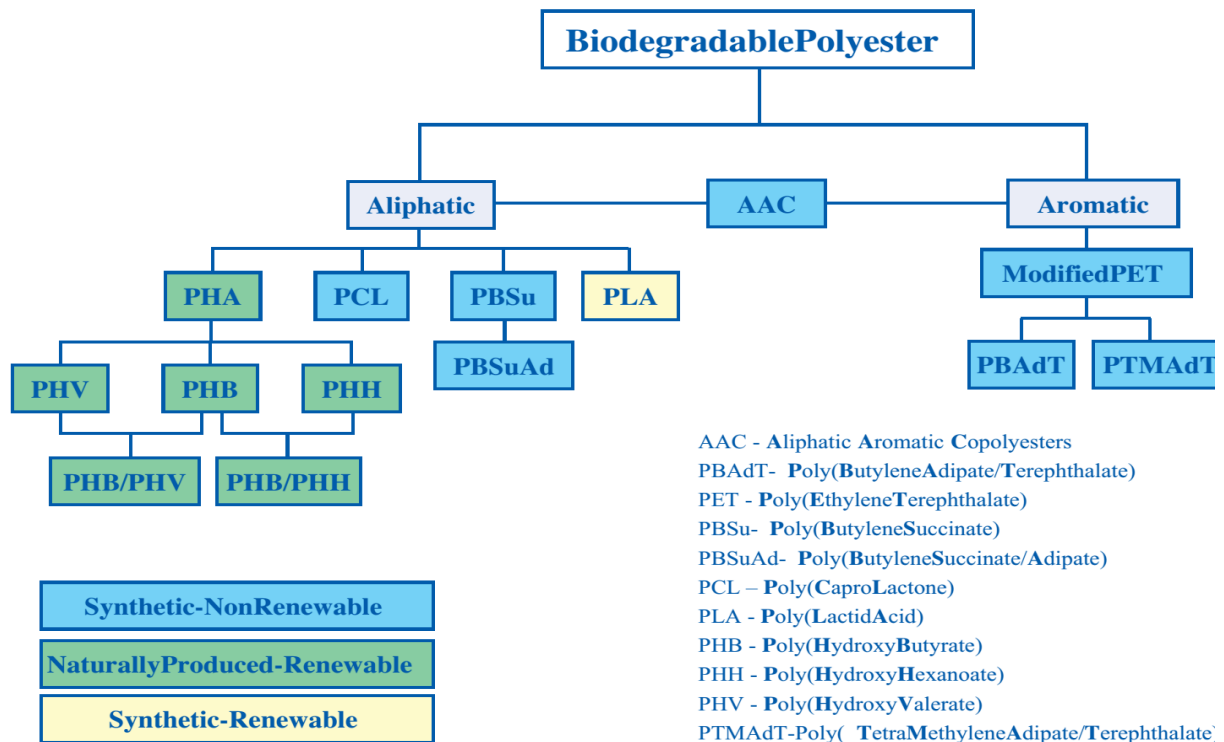 BiodegradablePolyester
Aliphatic
AAC
Aromatic
PHA
PCL
PBSu
PLA
ModifiedPET
PBSuAd
PBAdT
PTMAdT
PHV
PHB
PHH
PHB/PHV
PHB/PHH
AAC - Aliphatic Aromatic Copolyesters
PBAdT- Poly(ButyleneAdipate/Terephthalate)
PET - Poly(EthyleneTerephthalate)
PBSu- Poly(ButyleneSuccinate)
PBSuAd- Poly(ButyleneSuccinate/Adipate)
PCL – Poly(CaproLactone)
PLA - Poly(LactidAcid)
PHB - Poly(HydroxyButyrate)
PHH - Poly(HydroxyHexanoate)
PHV - Poly(HydroxyValerate)
PTMAdT-Poly( TetraMethyleneAdipate/Terephthalate)
Synthetic-NonRenewable
NaturallyProduced-Renewable
Synthetic-Renewable